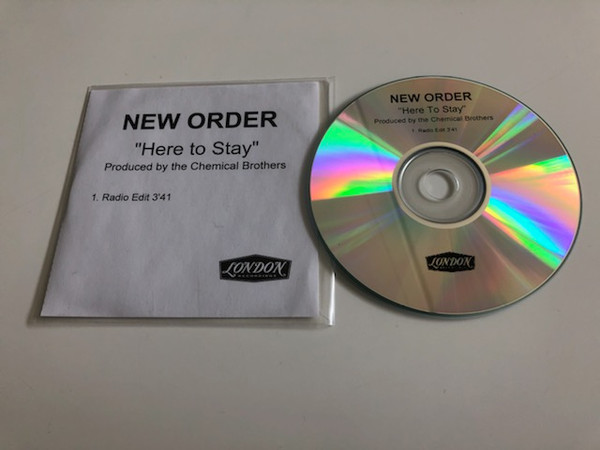 NEW ORDER
"Here to Stay"
Produced by the Chemical Brothers
1. Radio Edit 3'41
LONDON
RECORDINGS
NEW ORDER
"Here To Stay"
Produced by the Chemical Brothers
1. Radio Edit 3'41
LONDON